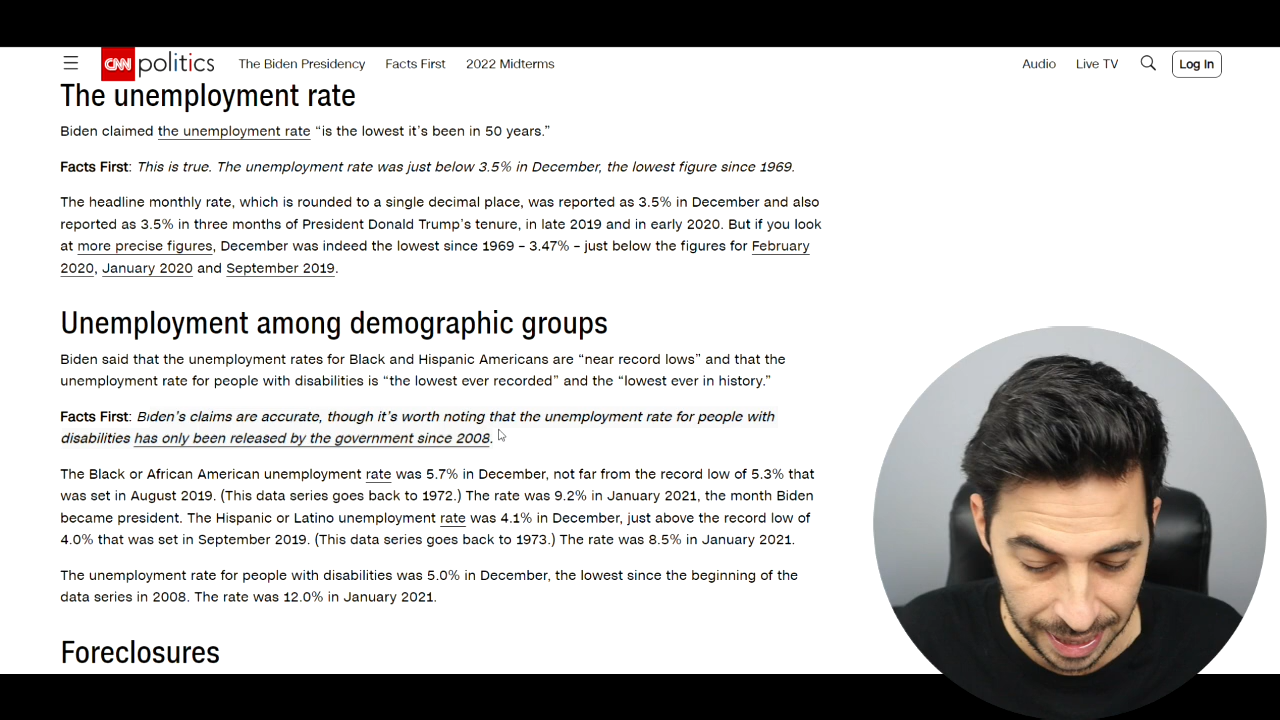 CNN politics The Biden Presidency Facts First 2022 Midterms Audio Live TV Log In
The unemployment rate
Biden claimed the unemployment rate “is the lowest it’s been in 50 years.”
Facts First: This is true. The unemployment rate was just below 3.5% in December, the lowest figure since 1969.
The headline monthly rate, which is rounded to a single decimal place, was reported as 3.5% in December and also
reported as 3.5% in three months of President Donald Trump’s tenure, in late 2019 and in early 2020. But if you look
at more precise figures, December was indeed the lowest since 1969 – 3.47% – just below the figures for February
2020, January 2020 and September 2019.
Unemployment among demographic groups
Biden said that the unemployment rates for Black and Hispanic Americans are “near record lows” and that the
unemployment rate for people with disabilities is “the lowest ever recorded” and the “lowest ever in history.”
Facts First: Biden’s claims are accurate, though it’s worth noting that the unemployment rate for people with
disabilities has only been released by the government since 2008.
The Black or African American unemployment rate was 5.7% in December, not far from the record low of 5.3% that
was set in August 2019. (This data series goes back to 1972.) The rate was 9.2% in January 2021, the month Biden
became president. The Hispanic or Latino unemployment rate was 4.1% in December, just above the record low of
4.0% that was set in September 2019. (This data series goes back to 1973.) The rate was 8.5% in January 2021.
The unemployment rate for people with disabilities was 5.0% in December, the lowest since the beginning of the
data series in 2008. The rate was 12.0% in January 2021.
Foreclosures